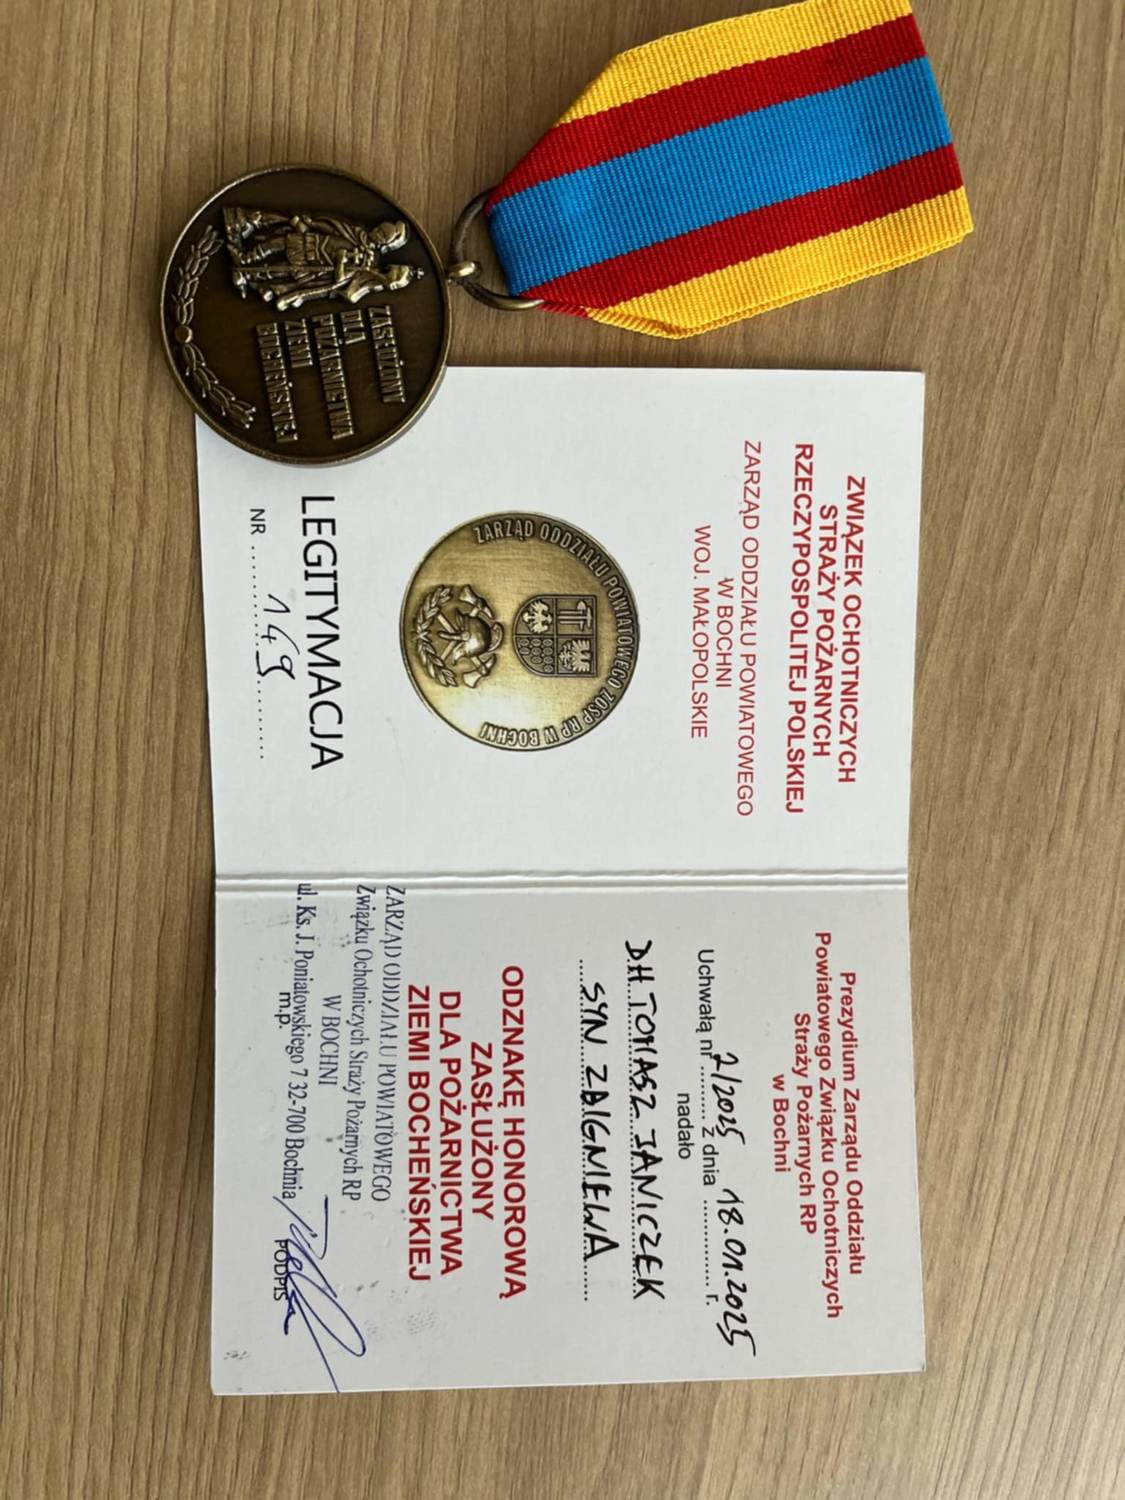 ZASŁUŻONY
DLA
POŻARNICTWA
ZIEMI
BOCHEŃSKIEJ
ZWIĄZEK OCHOTNICZYCH
STRAŻY POŻARNYCH
RZECZYPOSPOLITEJ POLSKIEJ
ZARZĄD ODDZIAŁU POWIATOWEGO
W BOCHNI
WOJ. MAŁOPOLSKIE
ZARZĄD ODDZIAŁU POWIATOWEGO ZOSP RP W BOCHNI
LEGITYMACJA
NR ......149......
Prezydium Zarządu Oddziału
Powiatowego Związku Ochotniczych
Straży Pożarnych RP
w Bochni
Uchwałą nr 2/2025 z dnia 18.01.2025 r.
nadało
DH TOMASZ JANICZEK
SYN ZBIGNIEWA
ODZNAKĘ HONOROWĄ
ZASŁUŻONY
DLA POŻARNICTWA
ZIEMI BOCHEŃSKIEJ
ZARZĄD ODDZIAŁU POWIATOWEGO
Związku Ochotniczych Straży Pożarnych RP
W BOCHNI
ul. Ks. J. Poniatowskiego 7 32-700 Bochnia
m.p.
PODPIS